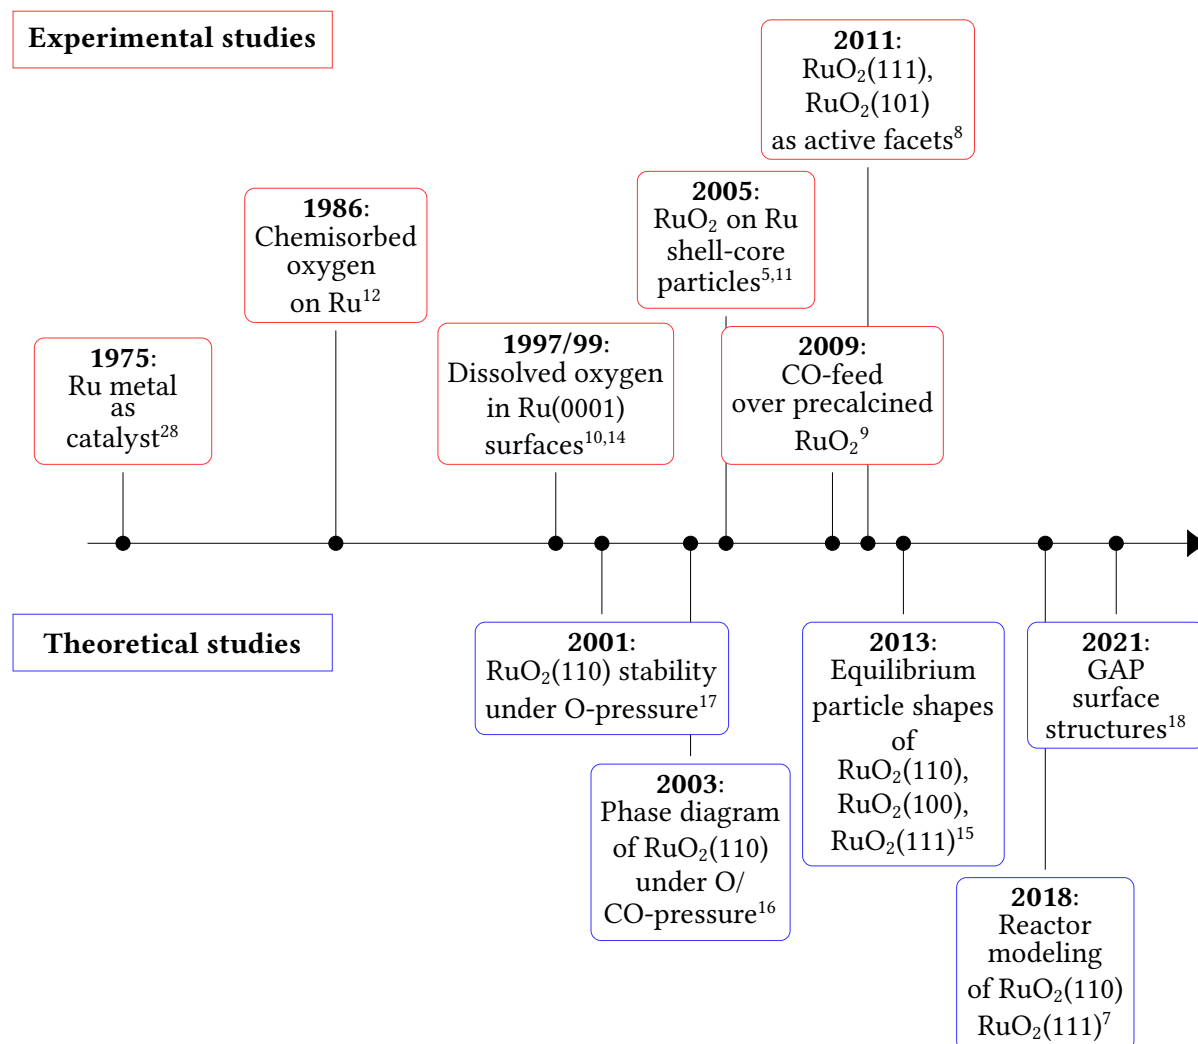 Experimental studies
2011:
RuO₂(111),
RuO₂(101)
as active facets⁸
2005:
RuO₂ on Ru
shell-core
particles⁵,¹¹
1986:
Chemisorbed
oxygen
on Ru¹²
1997/99:
Dissolved oxygen
in Ru(0001)
surfaces¹⁰,¹⁴
2009:
CO-feed
over precalcined
RuO₂⁹
1975:
Ru metal
as
catalyst²⁸
Theoretical studies
2001:
RuO₂(110) stability
under O-pressure¹⁷
2003:
Phase diagram
of RuO₂(110)
under O/
CO-pressure¹⁶
2013:
Equilibrium
particle shapes
of
RuO₂(110),
RuO₂(100),
RuO₂(111)¹⁵
2021:
GAP
surface
structures¹⁸
2018:
Reactor
modeling
of RuO₂(110)
RuO₂(111)⁷